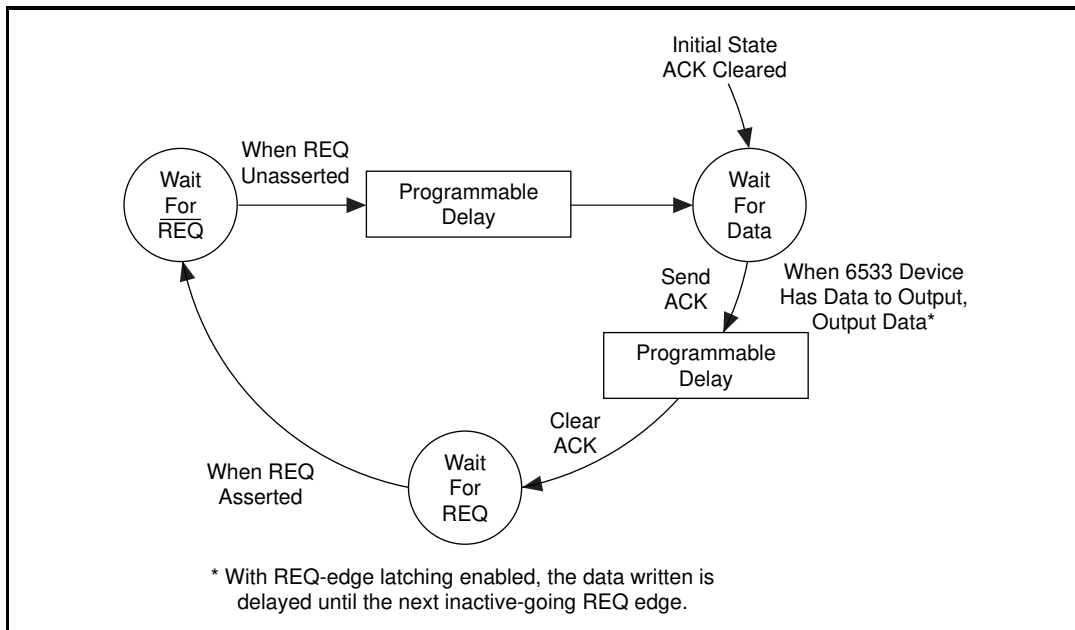 Initial State
ACK Cleared
When REQ
Unasserted
Wait
For
R̅E̅Q̅
Programmable
Delay
Wait
For
Data
Send
ACK
When 6533 Device
Has Data to Output,
Output Data*
Programmable
Delay
Clear
ACK
Wait
For
REQ
When REQ
Asserted
* With REQ-edge latching enabled, the data written is
delayed until the next inactive-going REQ edge.